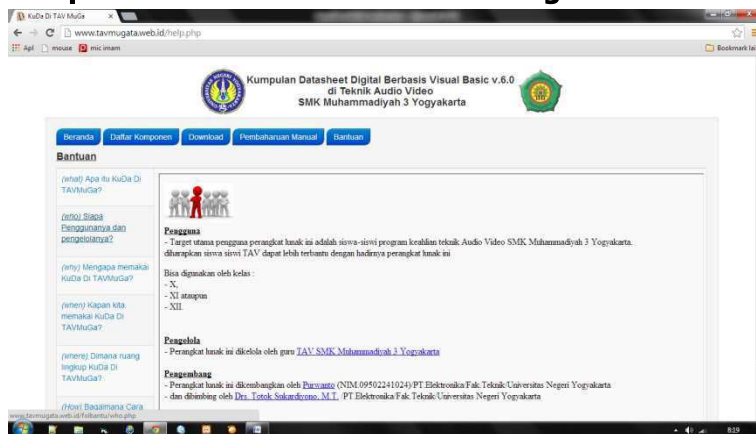 KuDa Di TAV MuGa
www.tavmugata.web.id/help.php
Apl
mouse
mic imam
Bookmark lai
Kumpulan Datasheet Digital Berbasis Visual Basic v.6.0
di Teknik Audio Video
SMK Muhammadiyah 3 Yogyakarta
Beranda Daftar Komponen Download Pembaharuan Manual Bantuan
Bantuan
(what) Apa itu KuDa Di
TAVMuGa?
(who) Siapa
Penggunanya dan
pengelolanya?
(why) Mengapa memakai
KuDa Di TAVMuGa?
(when) Kapan kita
memakai KuDa Di
TAVMuGa?
(where) Dimana ruang
lingkup KuDa Di
TAVMuGa?
(How) Bagaimana Cara
Pengguna
- Target utama pengguna perangkat lunak ini adalah siswa-siswi program keahlian teknik Audio Video SMK Muhammadiyah 3 Yogyakarta.
diharapkan siswa siswi TAV dapat lebih terbantu dengan hadirnya perangkat lunak ini
Bisa digunakan oleh kelas :
- X,
- XI ataupun
- XII.
Pengelola
- Perangkat lunak ini dikelola oleh guru TAV SMK Muhammadiyah 3 Yogyakarta
Pengembang
- Perangkat lunak ini dikembangkan oleh Purwanto (NIM.09502241024)/PT.Elektronika/Fak.Teknik/Universitas Negeri Yogyakarta
- dan dibimbing oleh Drs. Totok Sukardiyono, M.T. /PT.Elektronika/Fak.Teknik/Universitas Negeri Yogyakarta
www.tavmugata.web.id/felbantu/who.php
8:19